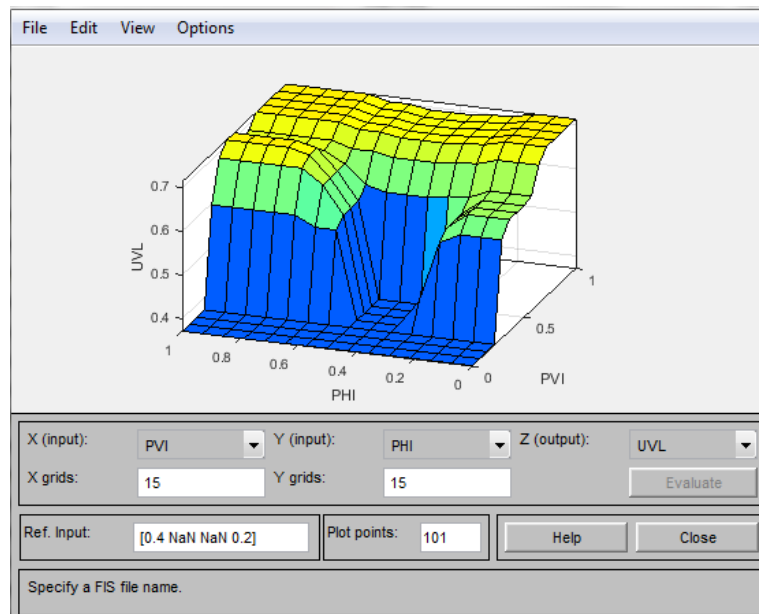 File Edit View Options
0.7
0.6
0.5
0.4
UVL
1
0.8
0.6
0.4
0.2
0
PHI
0
0.5
1
PVI
X (input): PVI Y (input): PHI Z (output): UVL
X grids: 15 Y grids: 15 Evaluate
Ref. Input: [0.4 NaN NaN 0.2] Plot points: 101 Help Close
Specify a FIS file name.